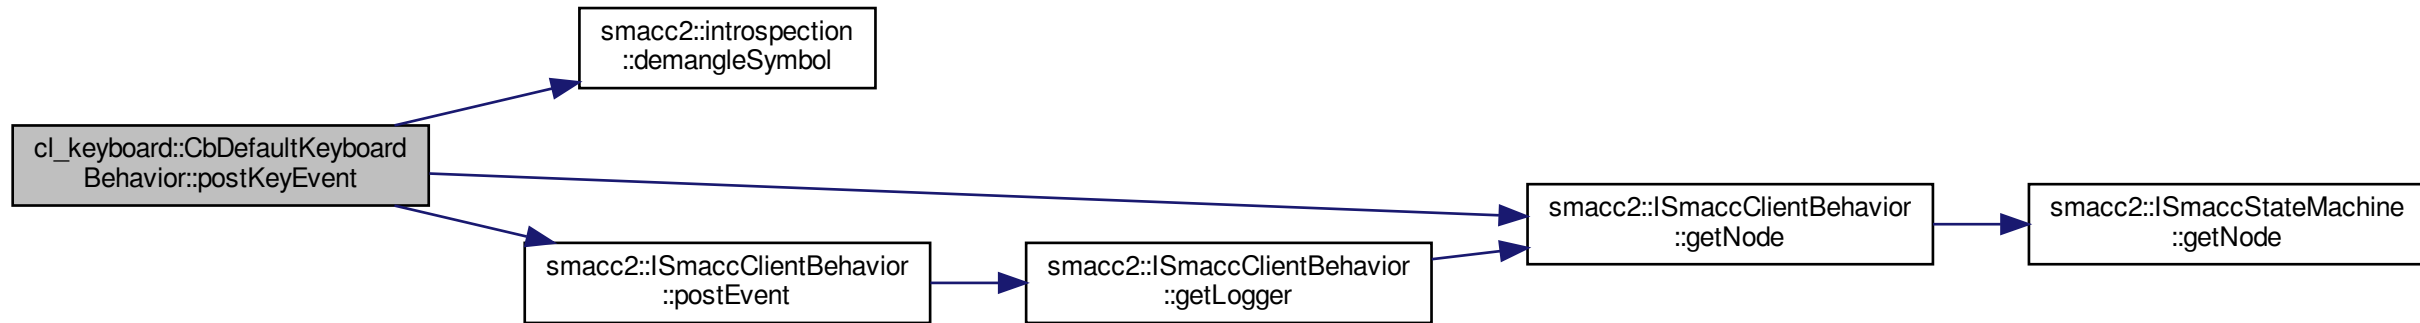 smacc2::introspection
::demangleSymbol
cl_keyboard::CbDefaultKeyboard
Behavior::postKeyEvent
smacc2::ISmaccClientBehavior
::postEvent
smacc2::ISmaccClientBehavior
::getLogger
smacc2::ISmaccClientBehavior
::getNode
smacc2::ISmaccStateMachine
::getNode